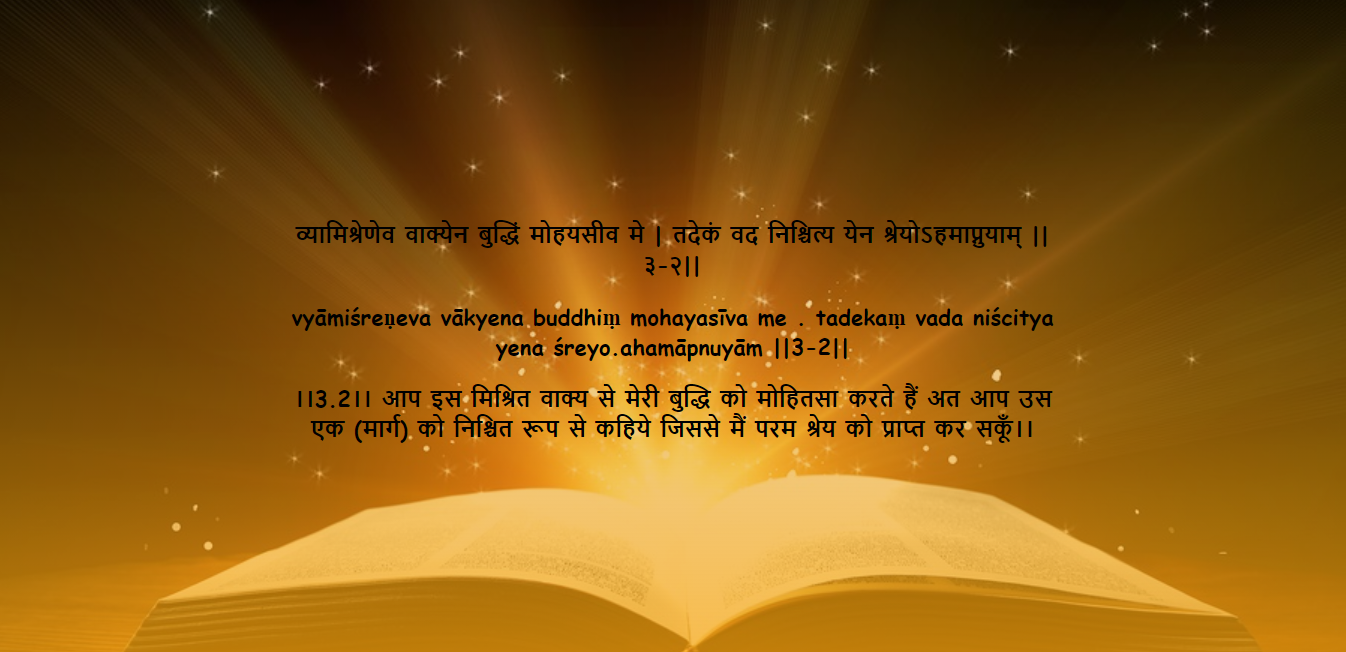 व्यामिश्रेणेव वाक्येन बुद्धिं मोहयसीव मे | तदेकं वद निश्चित्य येन श्रेयोऽहमाप्नुयाम् ||
३-२||
vyāmiśreṇeva vākyena buddhiṃ mohayasīva me . tadekaṃ vada niścitya
yena śreyo.ahamāpnuyām ||3-2||
।।3.2।। आप इस मिश्रित वाक्य से मेरी बुद्धि को मोहितसा करते हैं अत आप उस
एक (मार्ग) को निश्चित रूप से कहिये जिससे मैं परम श्रेय को प्राप्त कर सकूँ।।